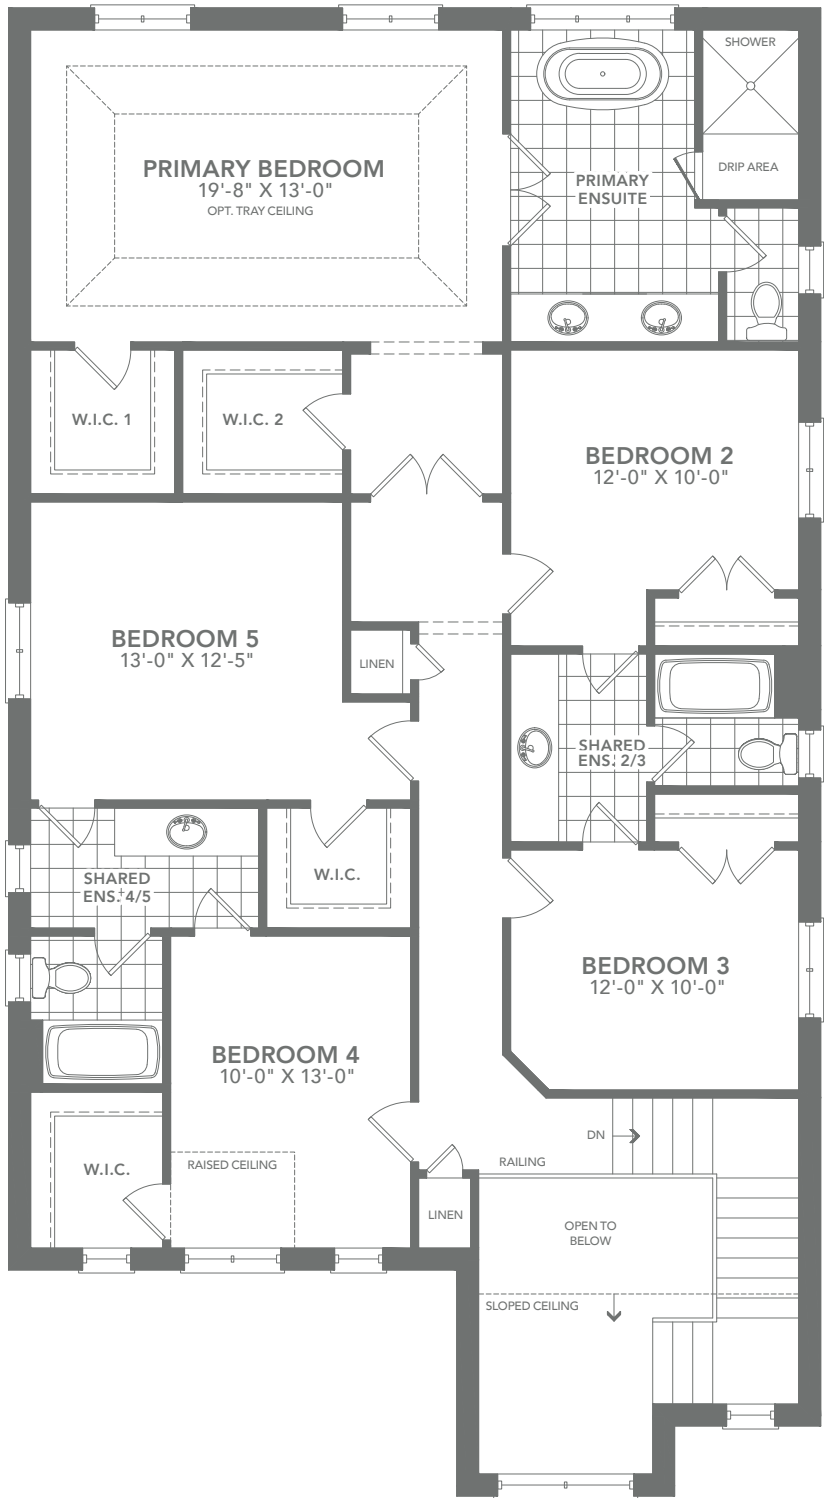 SHOWER
DRIP AREA
PRIMARY BEDROOM
19'-8" X 13'-0"
OPT. TRAY CEILING
PRIMARY
ENSUITE
W.I.C. 1
W.I.C. 2
BEDROOM 2
12'-0" X 10'-0"
BEDROOM 5
13'-0" X 12'-5"
LINEN
SHARED
ENS. 2/3
W.I.C.
SHARED
ENS. 4/5
BEDROOM 3
12'-0" X 10'-0"
BEDROOM 4
10'-0" X 13'-0"
DN
RAILING
RAISED CEILING
W.I.C.
LINEN
OPEN TO
BELOW
SLOPED CEILING